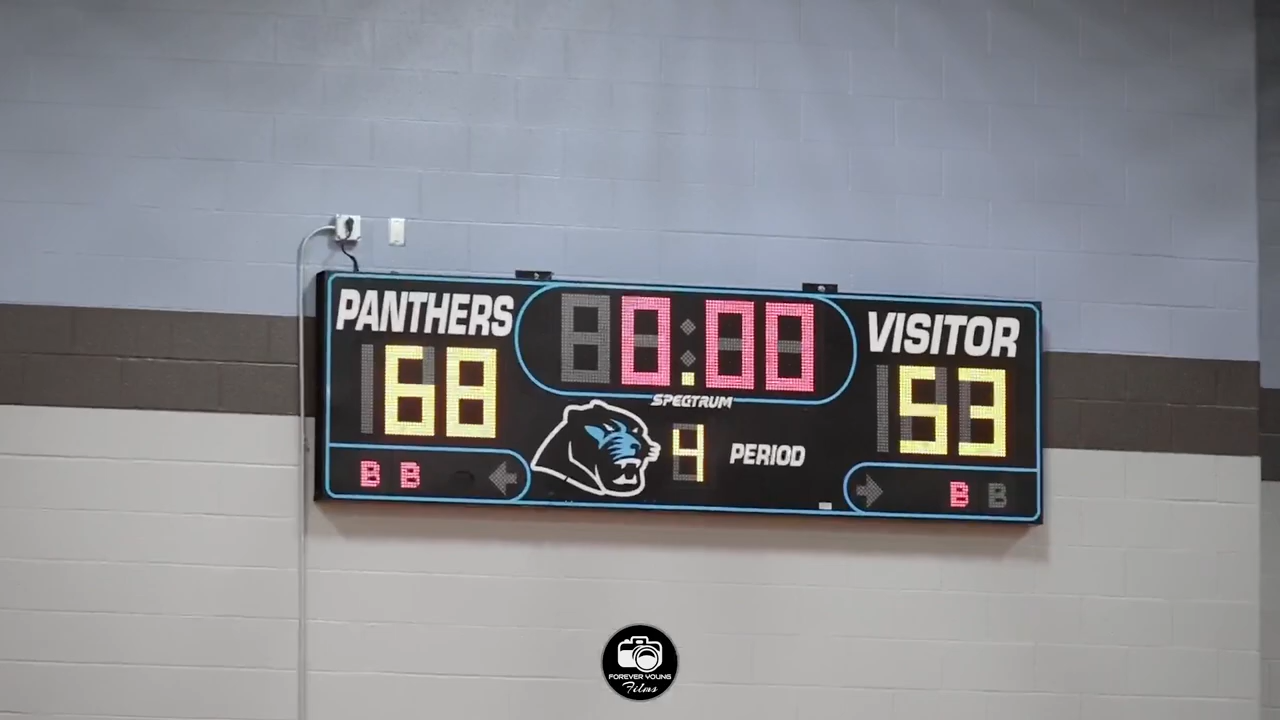 PANTHERS
0:00
VISITOR
68
53
SPECTRUM
4 PERIOD
B B
B B
FOREVER YOUNG
Films